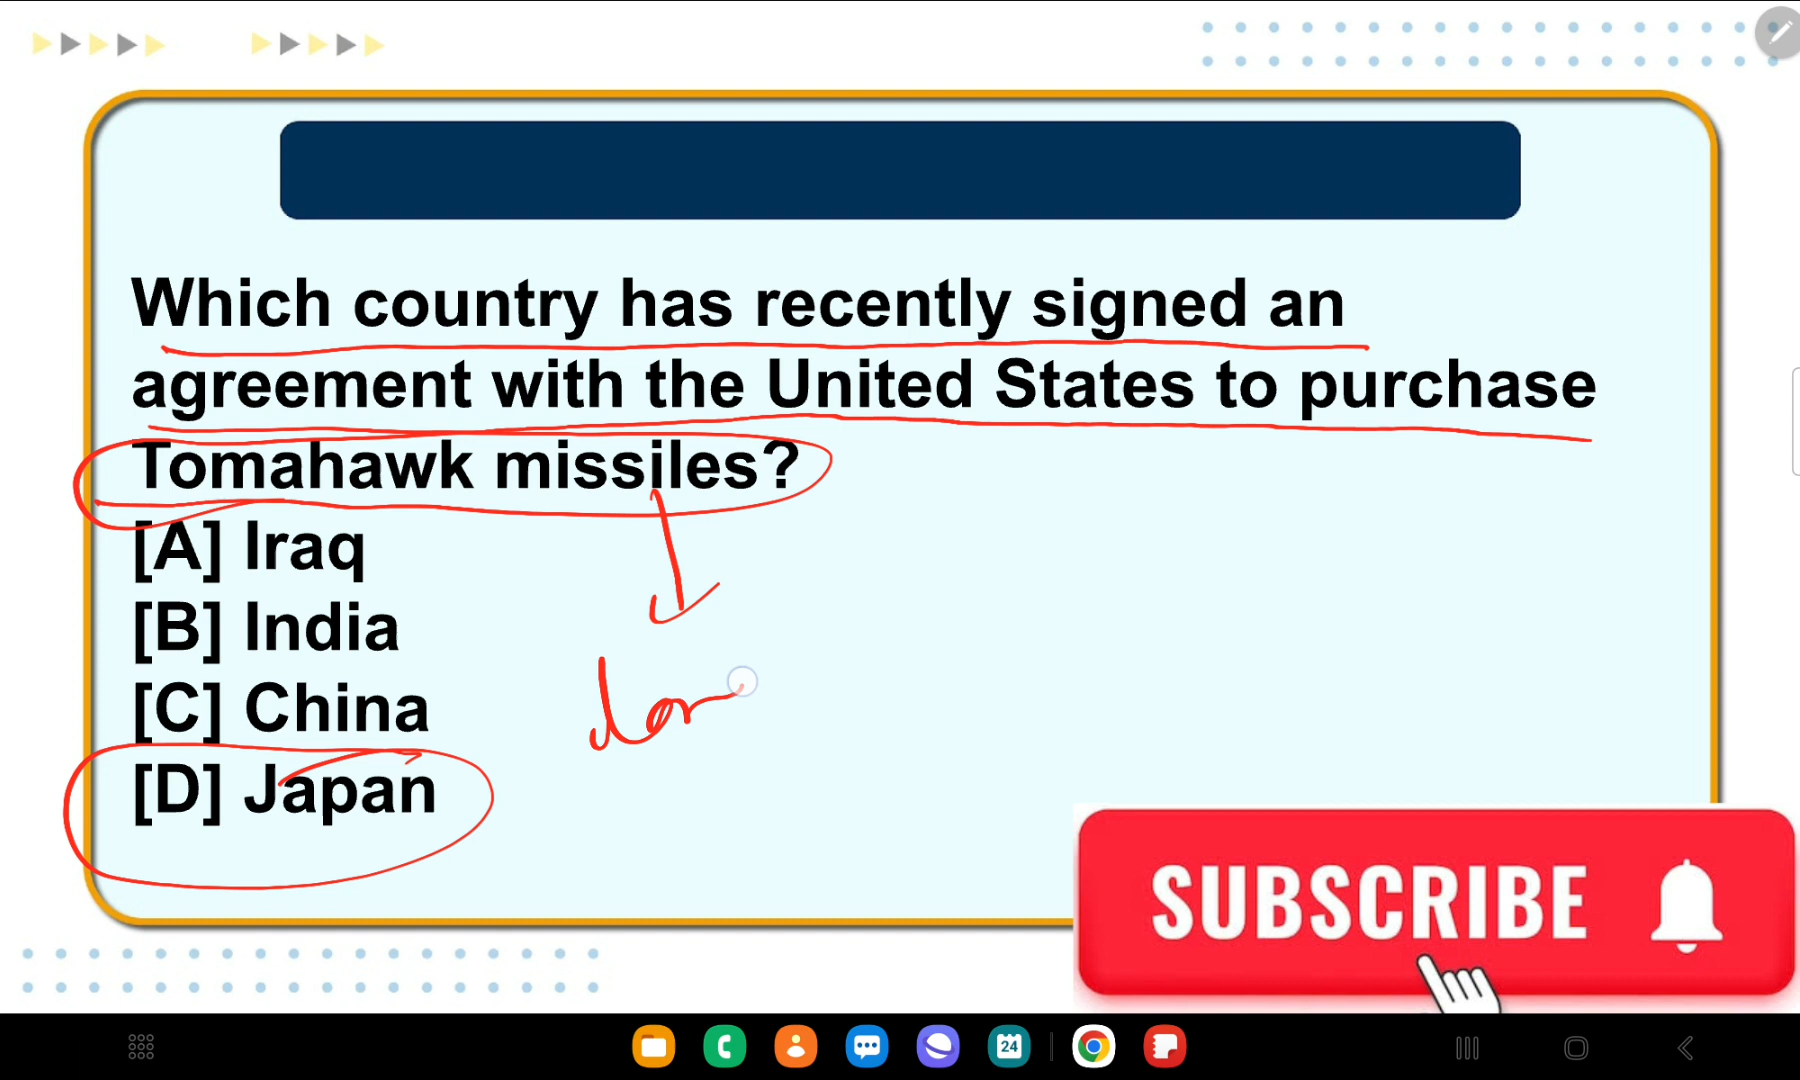 Which country has recently signed an
agreement with the United States to purchase
Tomahawk missiles?
[A] Iraq
[B] India
[C] China
[D] Japan
SUBSCRIBE
24